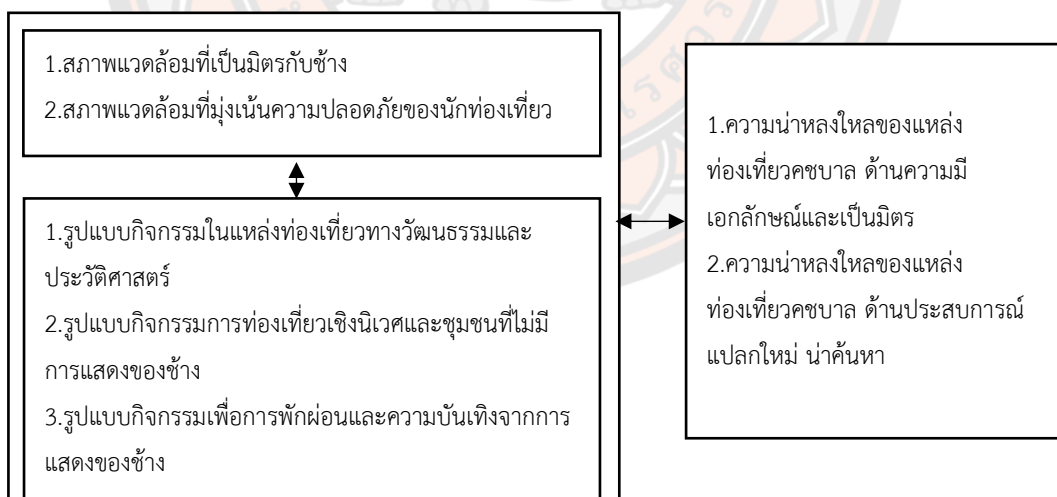 1.สภาพแวดล้อมที่เป็นมิตรกับช้าง
2.สภาพแวดล้อมที่มุ่งเน้นความปลอดภัยของนักท่องเที่ยว
1.รูปแบบกิจกรรมในแหล่งท่องเที่ยวทางวัฒนธรรมและ
ประวัติศาสตร์
2.รูปแบบกิจกรรมการท่องเที่ยวเชิงนิเวศและชุมชนที่ไม่มี
การแสดงของช้าง
3.รูปแบบกิจกรรมเพื่อการพักผ่อนและความบันเทิงจากการ
แสดงของช้าง
1.ความน่าหลงใหลของแหล่ง
ท่องเที่ยวคชบาล ด้านความมี
เอกลักษณ์และเป็นมิตร
2.ความน่าหลงใหลของแหล่ง
ท่องเที่ยวคชบาล ด้านประสบการณ์
แปลกใหม่ น่าค้นหา